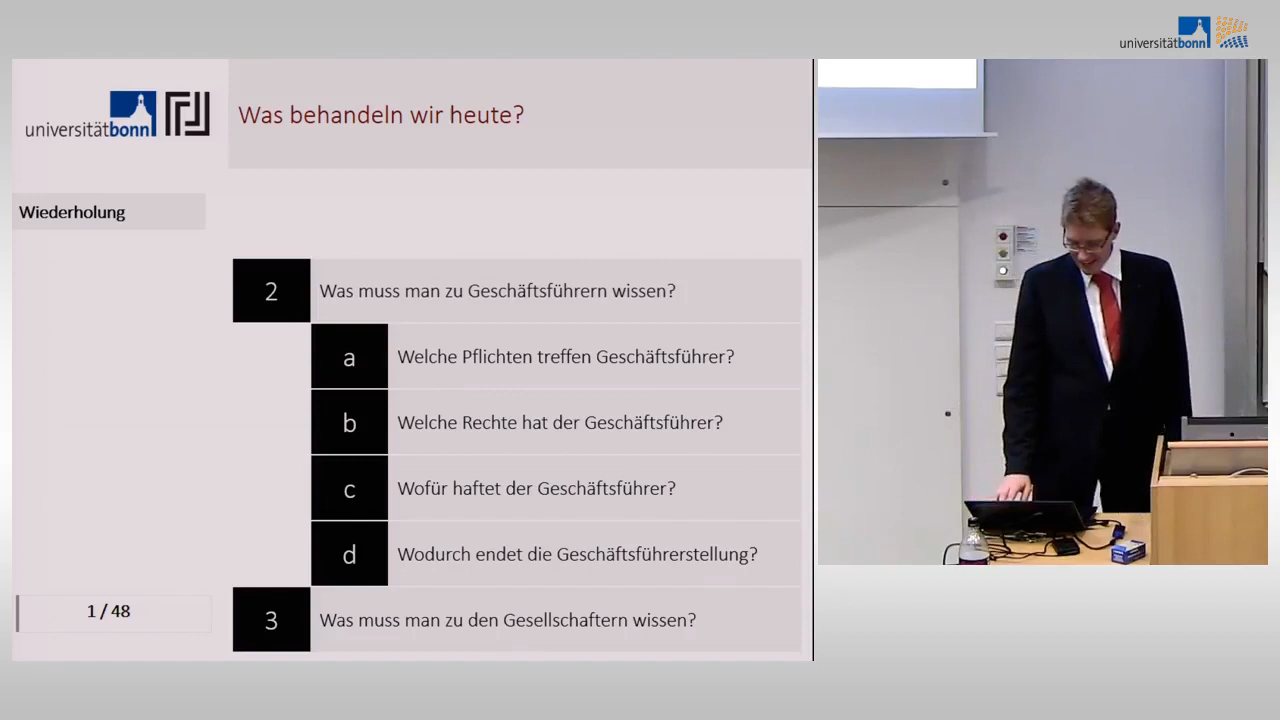 universitätbonn
universitätbonn
Was behandeln wir heute?
Wiederholung
2 Was muss man zu Geschäftsführern wissen?
a Welche Pflichten treffen Geschäftsführer?
b Welche Rechte hat der Geschäftsführer?
c Wofür haftet der Geschäftsführer?
d Wodurch endet die Geschäftsführerstellung?
3 Was muss man zu den Gesellschaftern wissen?
1 / 48